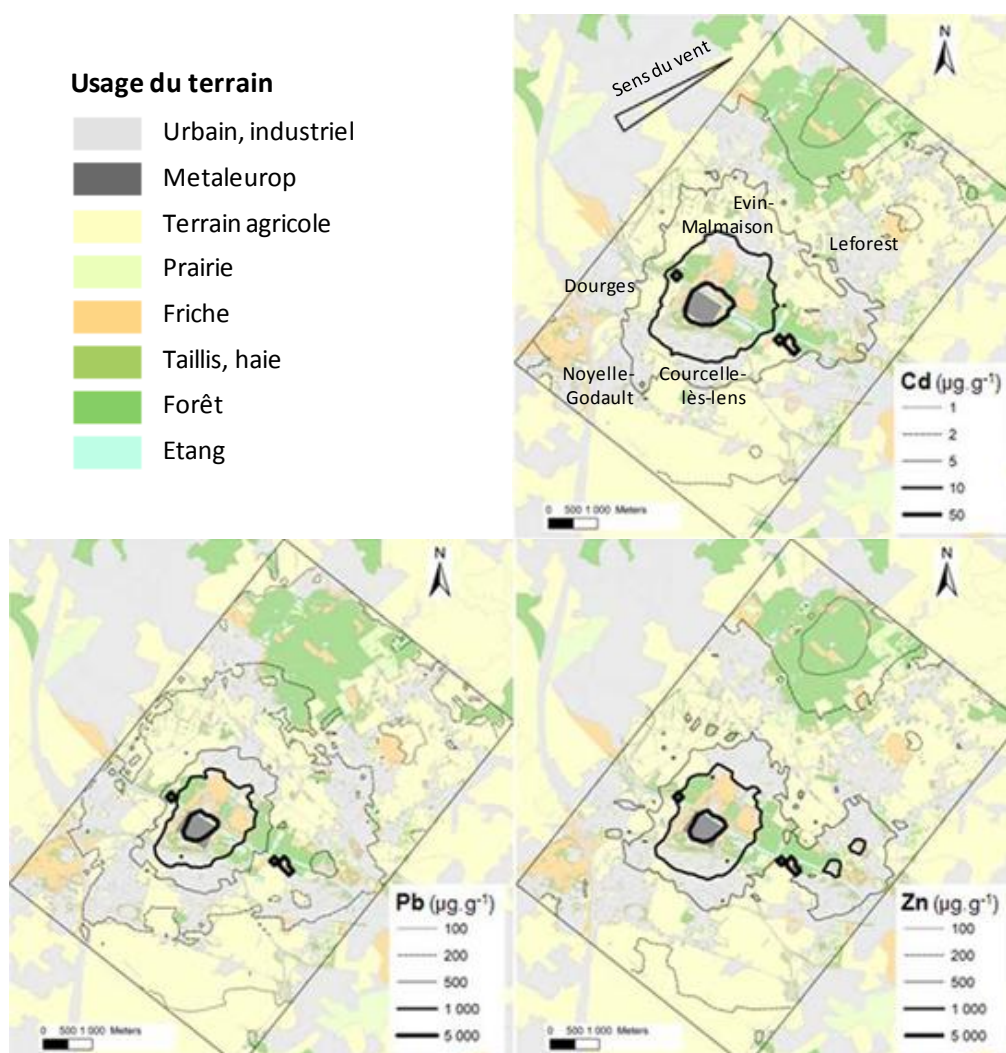 Usage du terrain
Urbain, industriel
Metaleurop
Terrain agricole
Prairie
Friche
Taillis, haie
Forêt
Etang
Sens du vent
N
Evin-
Malmaison
Leforest
Dourges
Noyelle-
Godault
Courcelle-
lès-lens
Cd (µg.g-1)
1
2
5
10
50
0 500 1 000 Meters
N
Pb (µg.g-1)
100
200
500
1 000
5 000
0 500 1 000 Meters
N
Zn (µg.g-1)
100
200
500
1 000
5 000
0 500 1 000 Meters